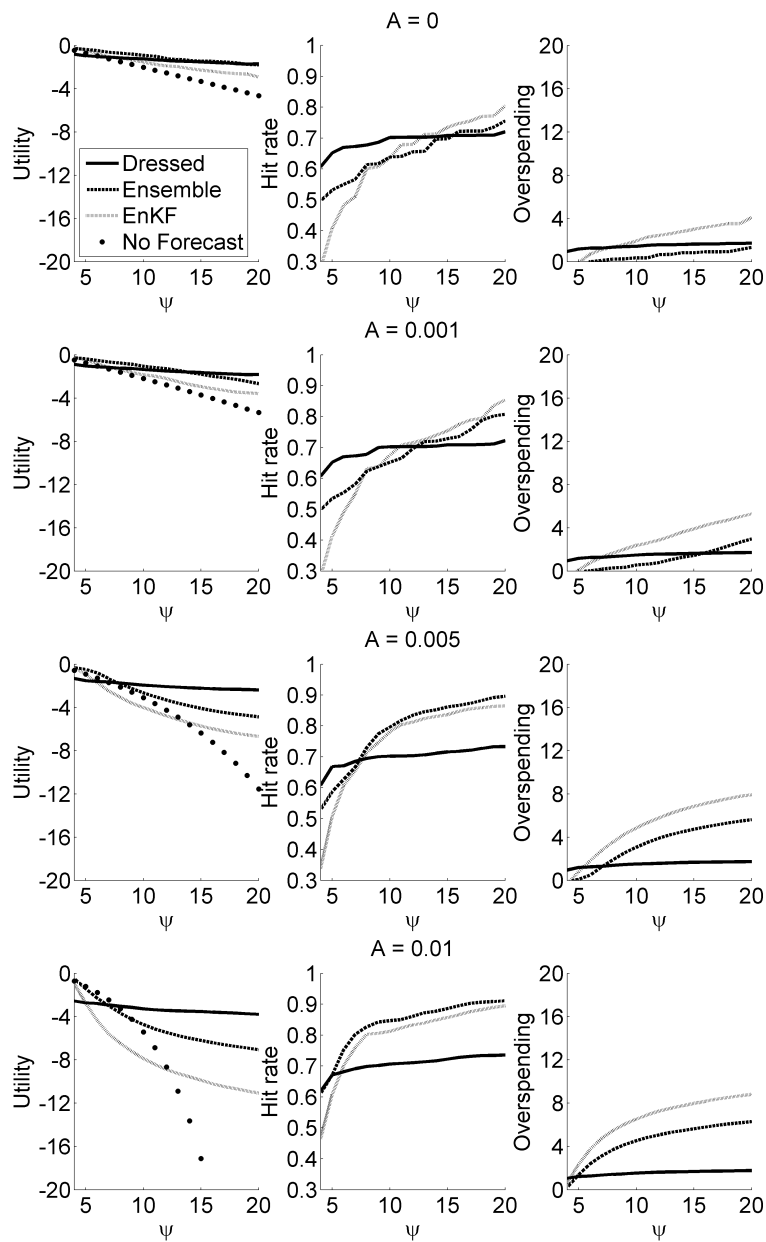 A = 0
Utility
0
-4
-8
-12
-16
-20
Dressed
Ensemble
EnKF
No Forecast
5 10 15 20
ψ
Hit rate
1
0.9
0.8
0.7
0.6
0.5
0.4
0.3
5 10 15 20
ψ
Overspending
20
16
12
8
4
0
5 10 15 20
ψ
A = 0.001
Utility
0
-4
-8
-12
-16
-20
5 10 15 20
ψ
Hit rate
1
0.9
0.8
0.7
0.6
0.5
0.4
0.3
5 10 15 20
ψ
Overspending
20
16
12
8
4
0
5 10 15 20
ψ
A = 0.005
Utility
0
-4
-8
-12
-16
-20
5 10 15 20
ψ
Hit rate
1
0.9
0.8
0.7
0.6
0.5
0.4
0.3
5 10 15 20
ψ
Overspending
20
16
12
8
4
0
5 10 15 20
ψ
A = 0.01
Utility
0
-4
-8
-12
-16
-20
5 10 15 20
ψ
Hit rate
1
0.9
0.8
0.7
0.6
0.5
0.4
0.3
5 10 15 20
ψ
Overspending
20
16
12
8
4
0
5 10 15 20
ψ